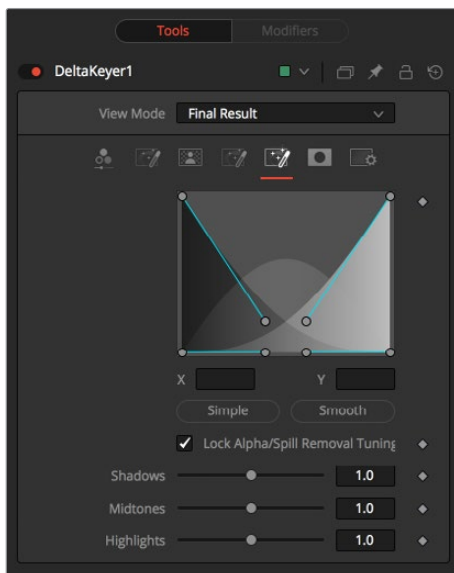 Tools Modifiers
DeltaKeyer1
View Mode Final Result
X Y
Simple Smooth
Lock Alpha/Spill Removal Tuning
Shadows 1.0
Midtones 1.0
Highlights 1.0